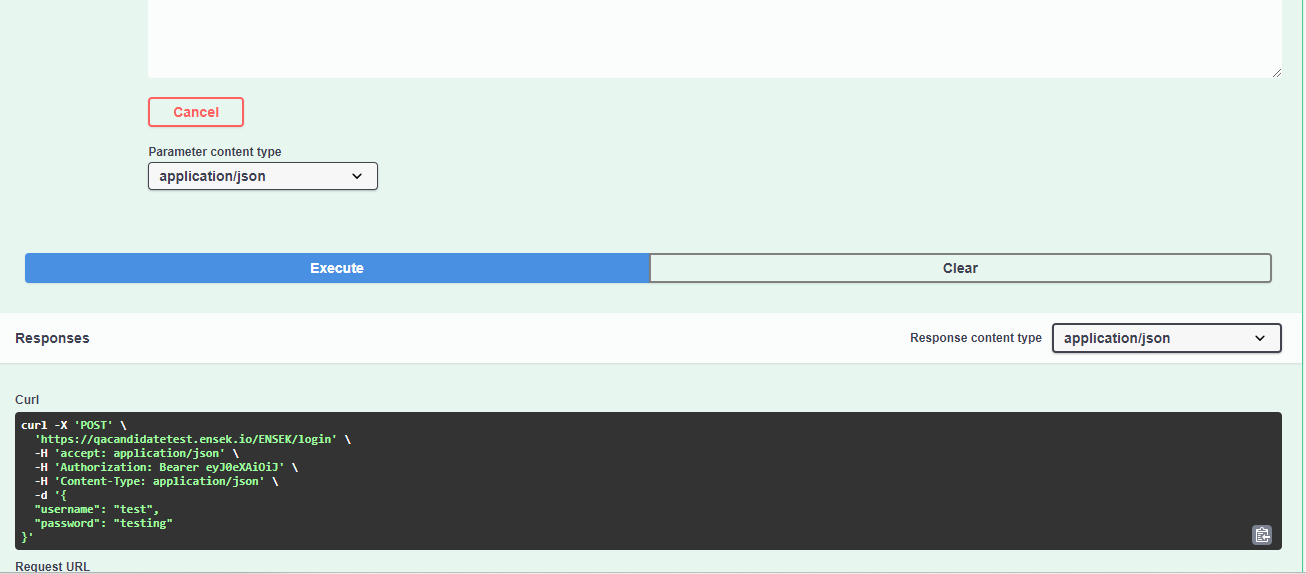 Cancel
Parameter content type
application/json
Execute
Clear
Responses
Response content type
application/json
Curl
curl -X 'POST' \
  'https://qacandidatetest.ensek.io/ENSEK/login' \
  -H 'accept: application/json' \
  -H 'Authorization: Bearer eyJ0eXAiOiJ' \
  -H 'Content-Type: application/json' \
  -d '{
  "username": "test",
  "password": "testing"
}'
Request URL